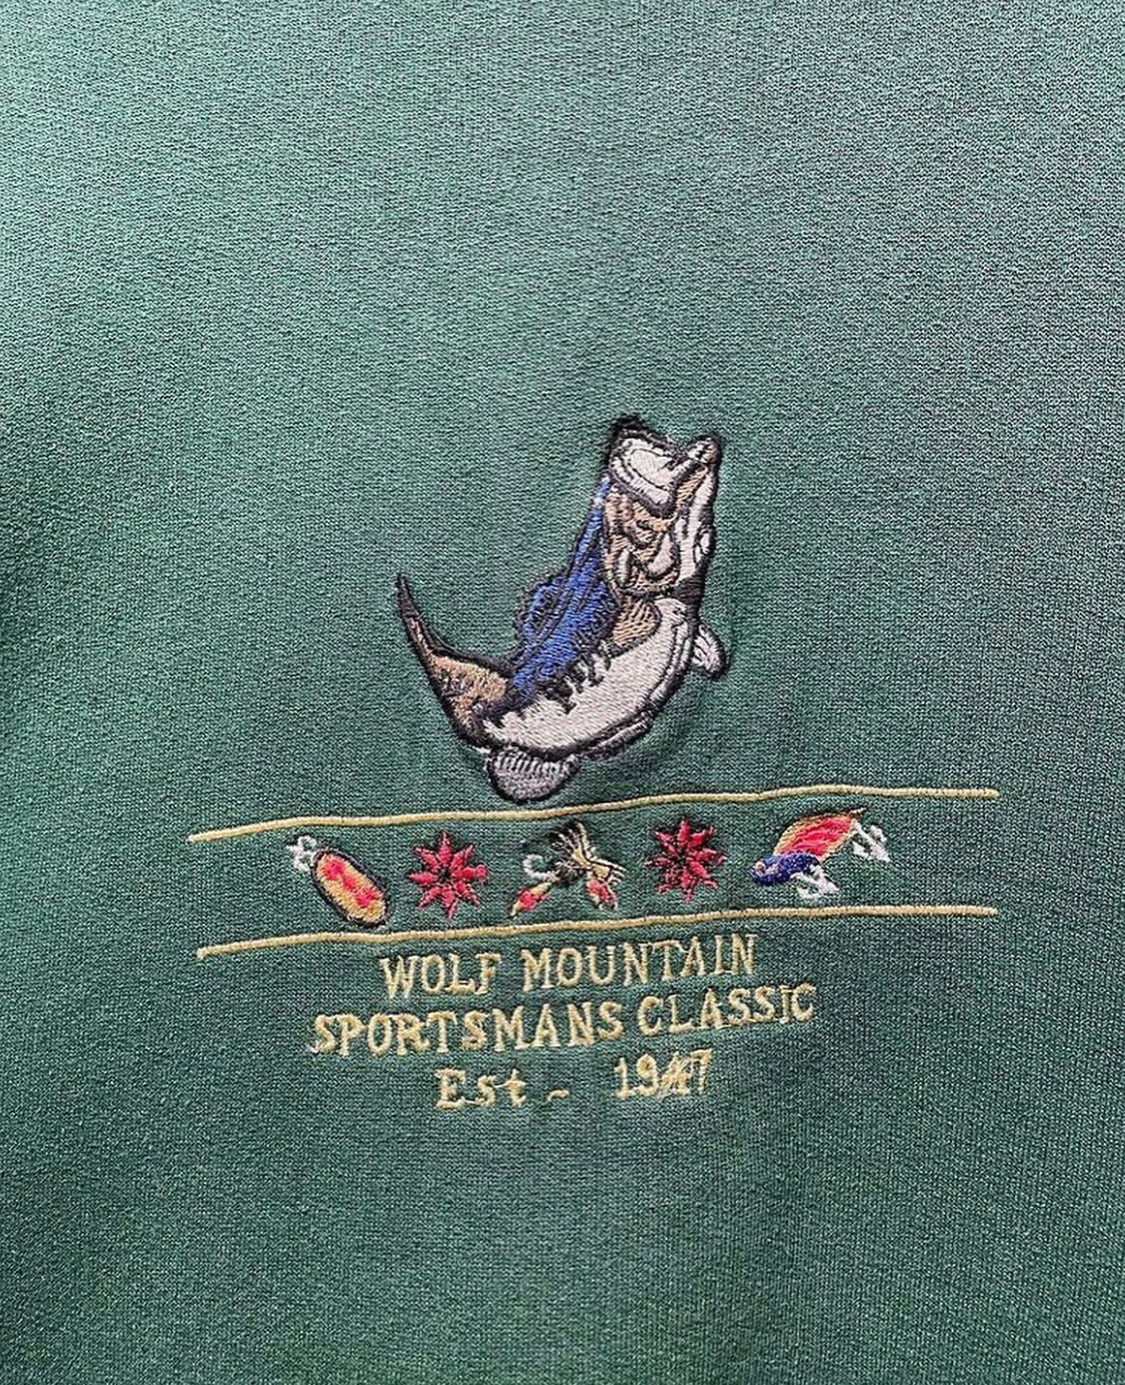 WOLF MOUNTAIN
SPORTSMANS CLASSIC
Est - 1947